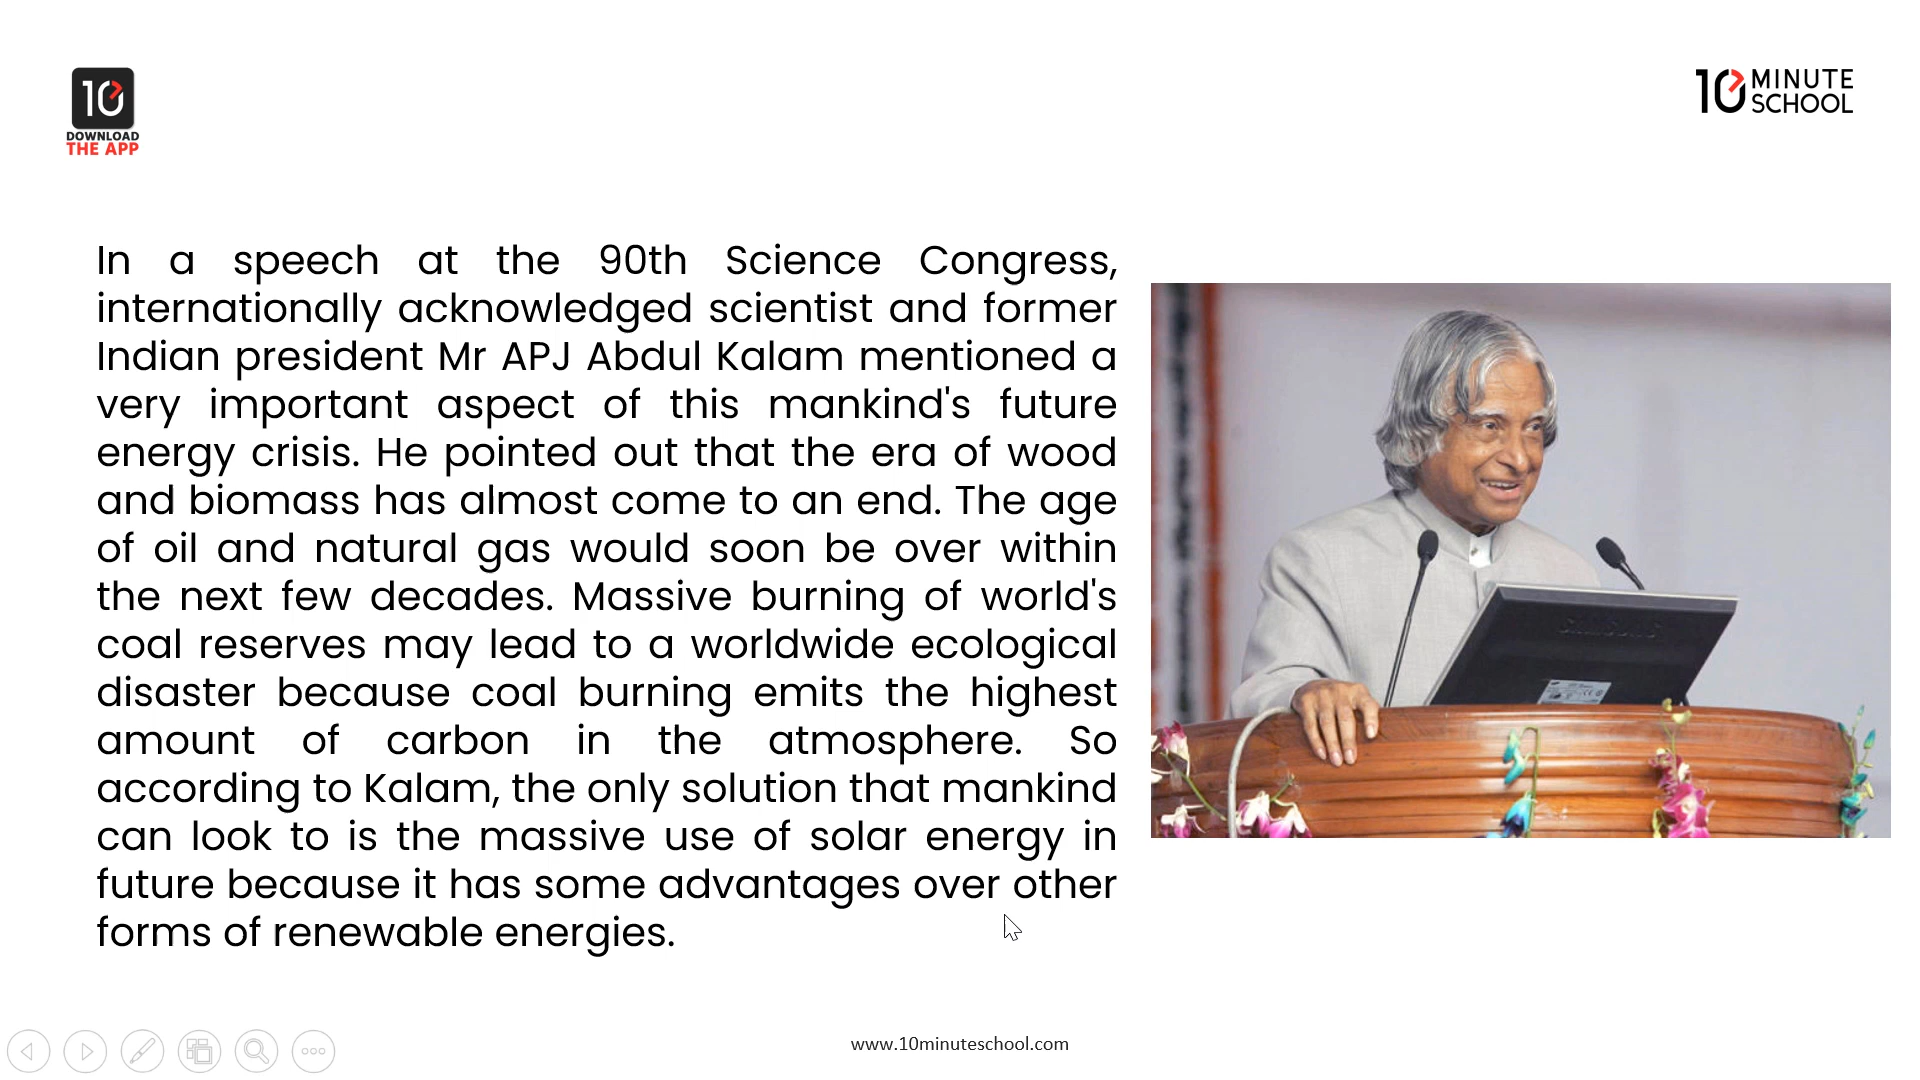 10
DOWNLOAD
THE APP
10 MINUTE
SCHOOL
In a speech at the 90th Science Congress,
internationally acknowledged scientist and former
Indian president Mr APJ Abdul Kalam mentioned a
very important aspect of this mankind's future
energy crisis. He pointed out that the era of wood
and biomass has almost come to an end. The age
of oil and natural gas would soon be over within
the next few decades. Massive burning of world's
coal reserves may lead to a worldwide ecological
disaster because coal burning emits the highest
amount of carbon in the atmosphere. So
according to Kalam, the only solution that mankind
can look to is the massive use of solar energy in
future because it has some advantages over other
forms of renewable energies.
SAMSUNG
www.10minuteschool.com